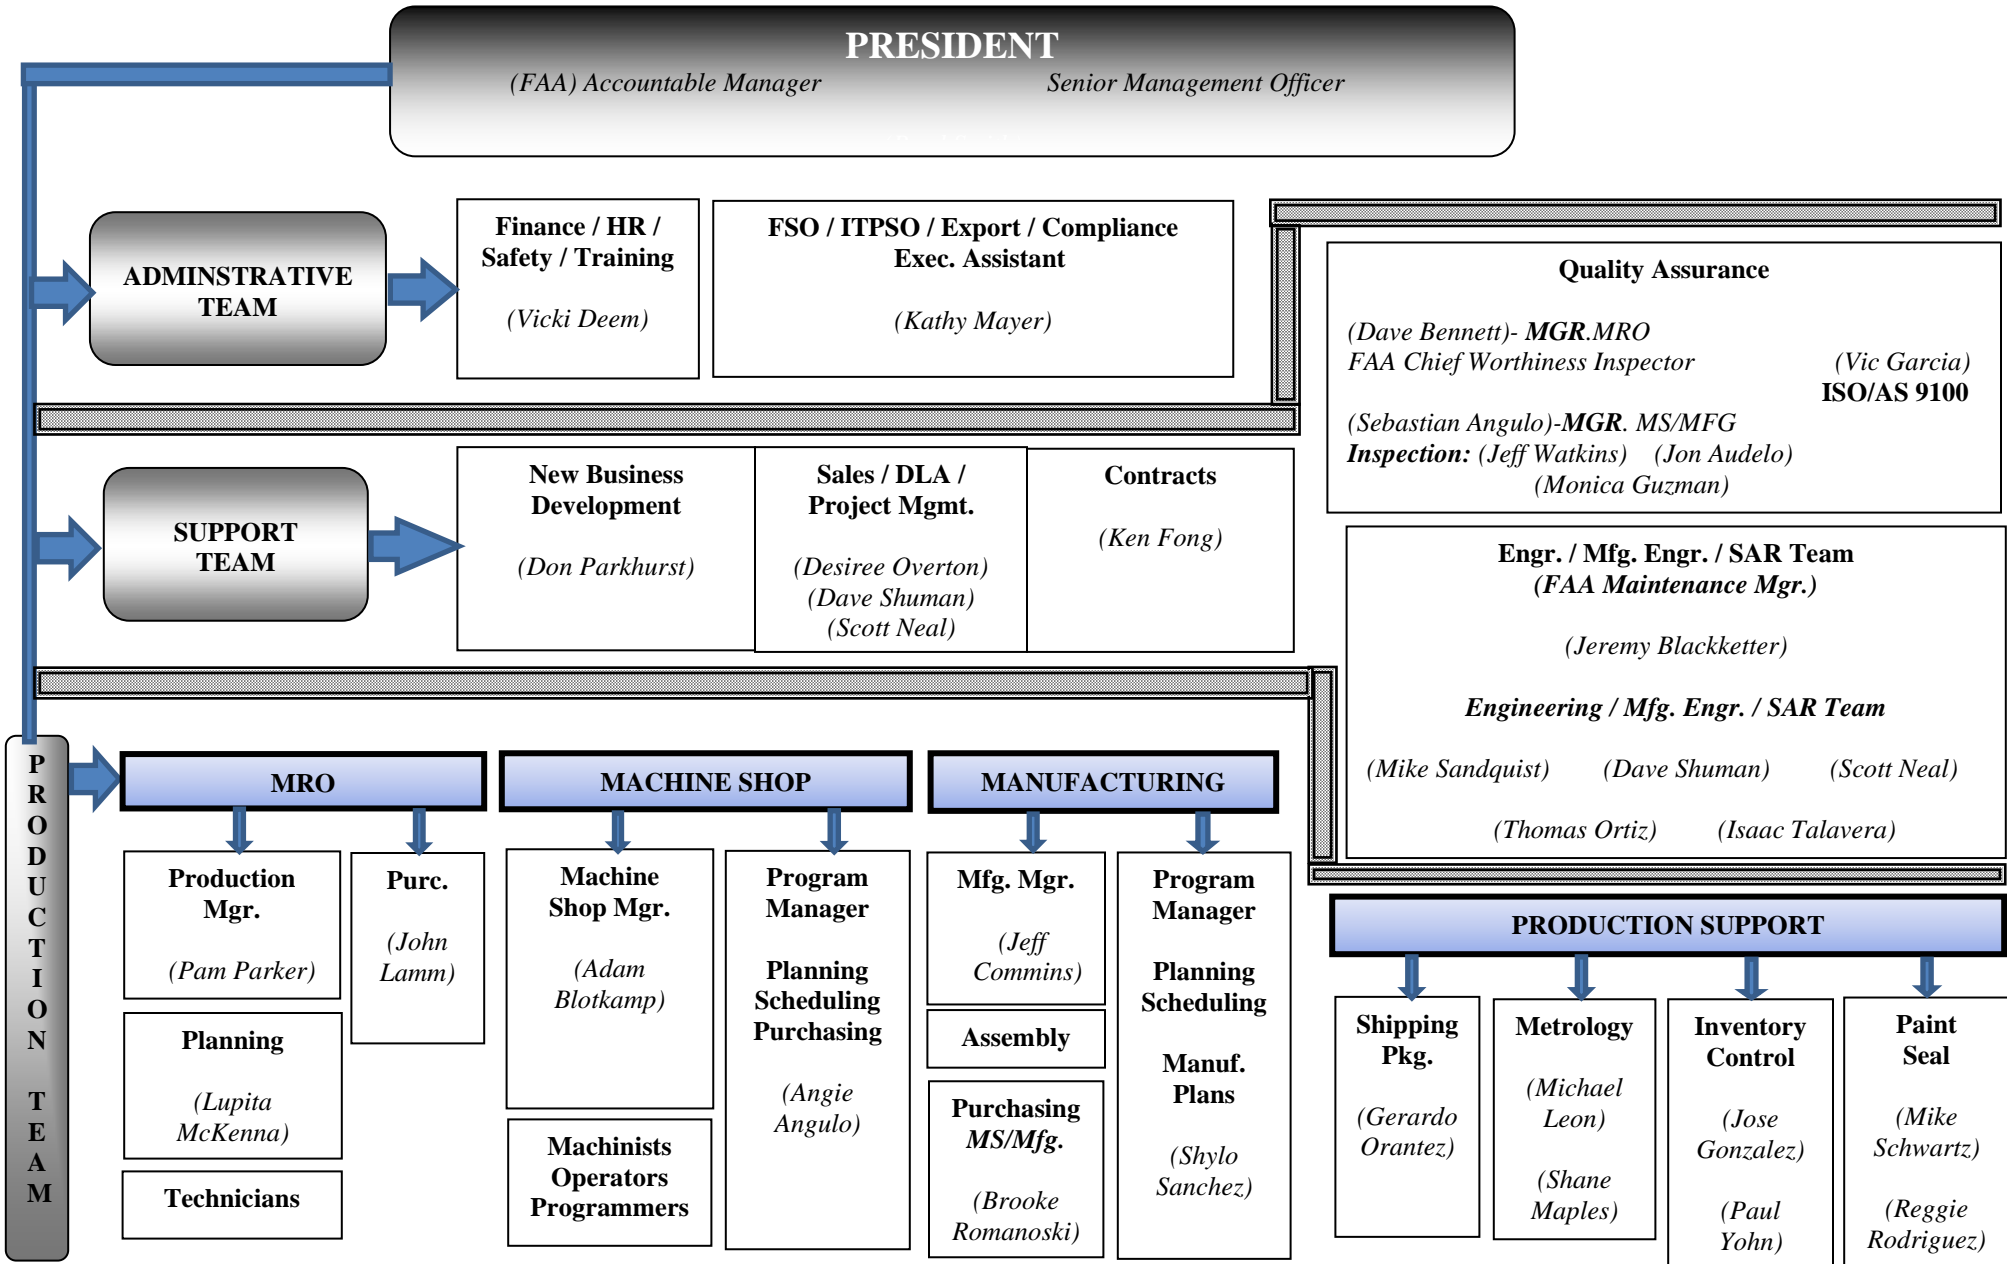 PRESIDENT
(FAA) Accountable Manager Senior Management Officer
ADMINSTRATIVE
TEAM
Finance / HR /
Safety / Training
(Vicki Deem)
FSO / ITPSO / Export / Compliance
Exec. Assistant
(Kathy Mayer)
Quality Assurance
(Dave Bennett)- MGR.MRO
FAA Chief Worthiness Inspector (Vic Garcia)
ISO/AS 9100
(Sebastian Angulo)-MGR. MS/MFG
Inspection: (Jeff Watkins) (Jon Audelo)
(Monica Guzman)
SUPPORT
TEAM
New Business
Development
(Don Parkhurst)
Sales / DLA /
Project Mgmt.
(Desiree Overton)
(Dave Shuman)
(Scott Neal)
Contracts
(Ken Fong)
Engr. / Mfg. Engr. / SAR Team
(FAA Maintenance Mgr.)
(Jeremy Blackketter)
Engineering / Mfg. Engr. / SAR Team
(Mike Sandquist) (Dave Shuman) (Scott Neal)
(Thomas Ortiz) (Isaac Talavera)
PRODUCTION TEAM
MRO
Production
Mgr.
(Pam Parker)
Planning
(Lupita
McKenna)
Technicians
Purc.
(John
Lamm)
MACHINE SHOP
Machine
Shop Mgr.
(Adam
Blotkamp)
Machinists
Operators
Programmers
Program
Manager
Planning
Scheduling
Purchasing
(Angie
Angulo)
MANUFACTURING
Mfg. Mgr.
(Jeff
Commins)
Assembly
Purchasing
MS/Mfg.
(Brooke
Romanoski)
Program
Manager
Planning
Scheduling
Manuf.
Plans
(Shylo
Sanchez)
PRODUCTION SUPPORT
Shipping
Pkg.
(Gerardo
Orantez)
Metrology
(Michael
Leon)
(Shane
Maples)
Inventory
Control
(Jose
Gonzalez)
(Paul
Yohn)
Paint
Seal
(Mike
Schwartz)
(Reggie
Rodriguez)